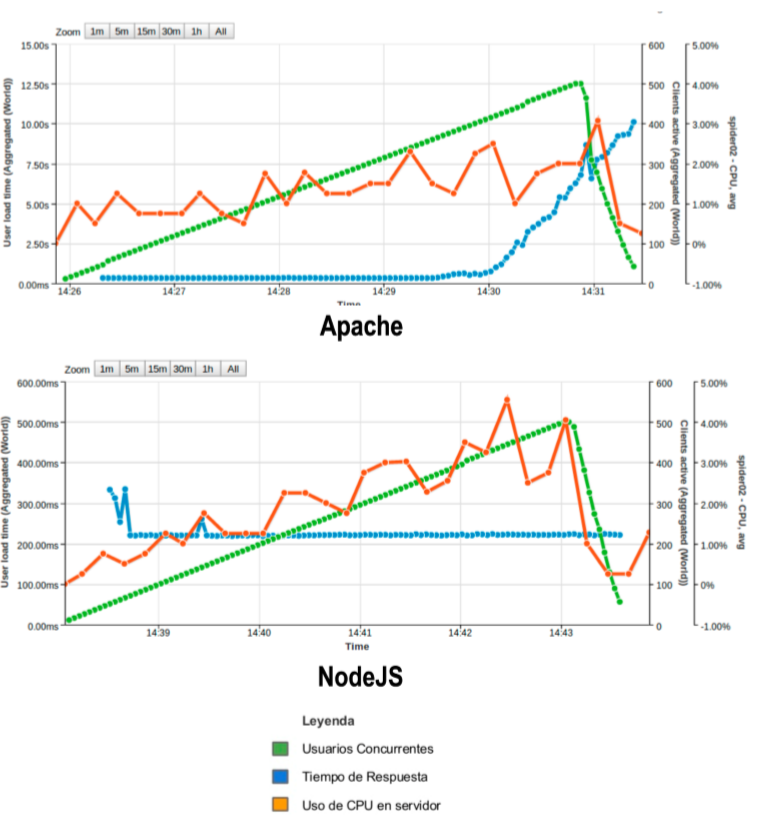 Zoom 1m 5m 15m 30m 1h All
15.00s 600 5.00%
12.50s 500 4.00%
10.00s 400 3.00%
7.50s 300 2.00%
5.00s 200 1.00%
2.50s 100 0%
0.00ms 0 -1.00%
User load time (Aggregated (World))
Clients active (Aggregated (World))
spider02 - CPU, avg
14:26 14:27 14:28 14:29 14:30 14:31
Time
Apache
Zoom 1m 5m 15m 30m 1h All
600.00ms 600 5.00%
500.00ms 500 4.00%
400.00ms 400 3.00%
300.00ms 300 2.00%
200.00ms 200 1.00%
100.00ms 100 0%
0.00ms 0 -1.00%
User load time (Aggregated (World))
Clients active (Aggregated (World))
spider02 - CPU, avg
14:39 14:40 14:41 14:42 14:43
Time
NodeJS
Leyenda
Usuarios Concurrentes
Tiempo de Respuesta
Uso de CPU en servidor